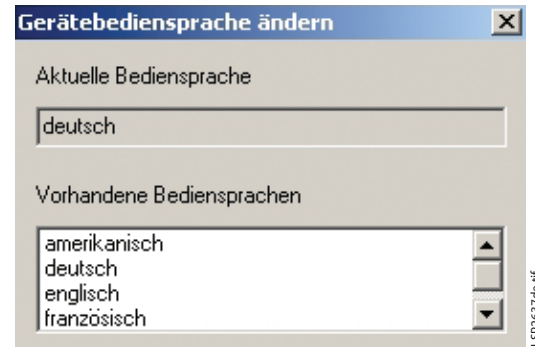 Gerätebediensprache ändern
Aktuelle Bediensprache
deutsch
Vorhandene Bediensprachen
amerikanisch
deutsch
englisch
französisch